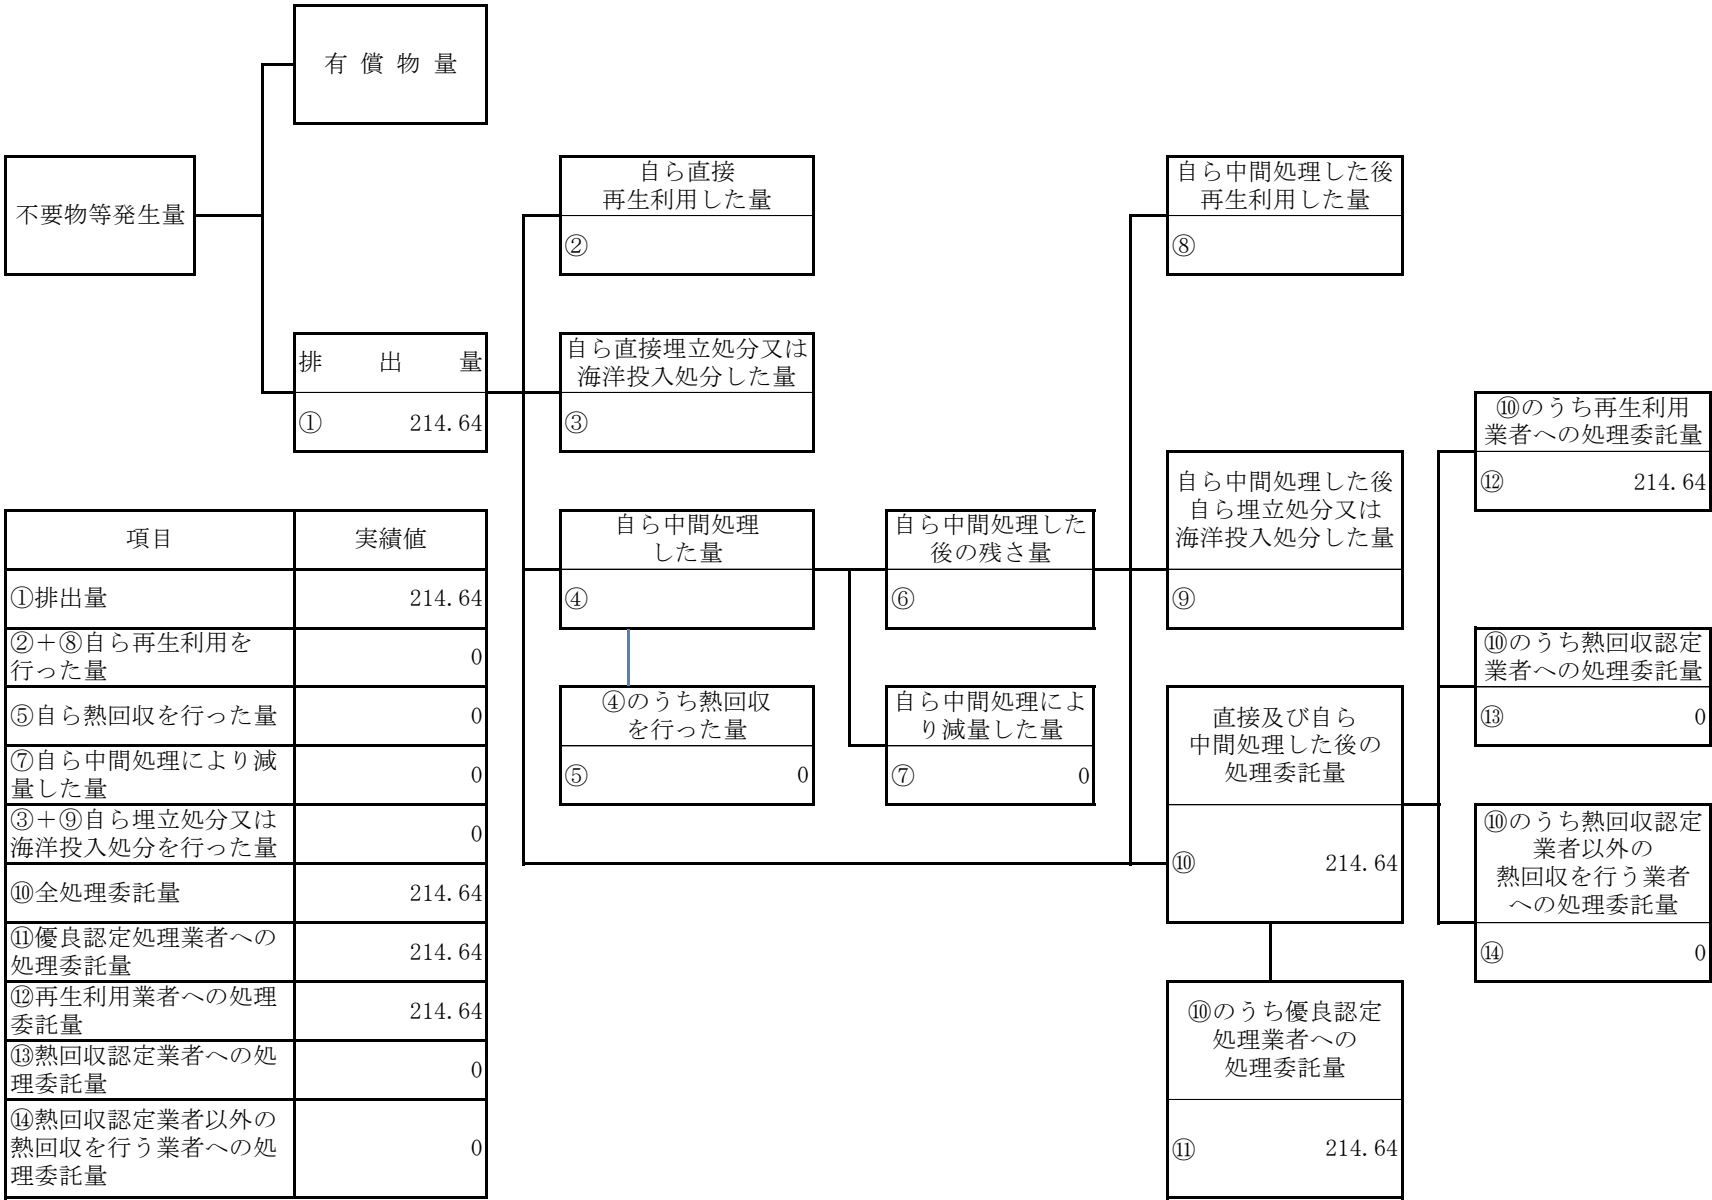 有償物量
不要物等発生量
自ら直接
再生利用した量
②
自ら中間処理した後
再生利用した量
⑧
排出量
① 214.64
自ら直接埋立処分又は
海洋投入処分した量
③
⑩のうち再生利用
業者への処理委託量
⑫ 214.64
自ら中間処理した後
自ら埋立処分又は
海洋投入処分した量
⑨
自ら中間処理
した量
④
自ら中間処理した
後の残さ量
⑥
⑩のうち熱回収認定
業者への処理委託量
⑬ 0
④のうち熱回収
を行った量
⑤ 0
自ら中間処理によ
り減量した量
⑦ 0
直接及び自ら
中間処理した後の
処理委託量
⑩ 214.64
⑩のうち熱回収認定
業者以外の
熱回収を行う業者
への処理委託量
⑭ 0
⑩のうち優良認定
処理業者への
処理委託量
⑪ 214.64
項目 実績値
①排出量 214.64
②＋⑧自ら再生利用を
行った量 0
⑤自ら熱回収を行った量 0
⑦自ら中間処理により減
量した量 0
③＋⑨自ら埋立処分又は
海洋投入処分を行った量 0
⑩全処理委託量 214.64
⑪優良認定処理業者への
処理委託量 214.64
⑫再生利用業者への処理
委託量 214.64
⑬熱回収認定業者への処
理委託量 0
⑭熱回収認定業者以外の
熱回収を行う業者への処
理委託量 0